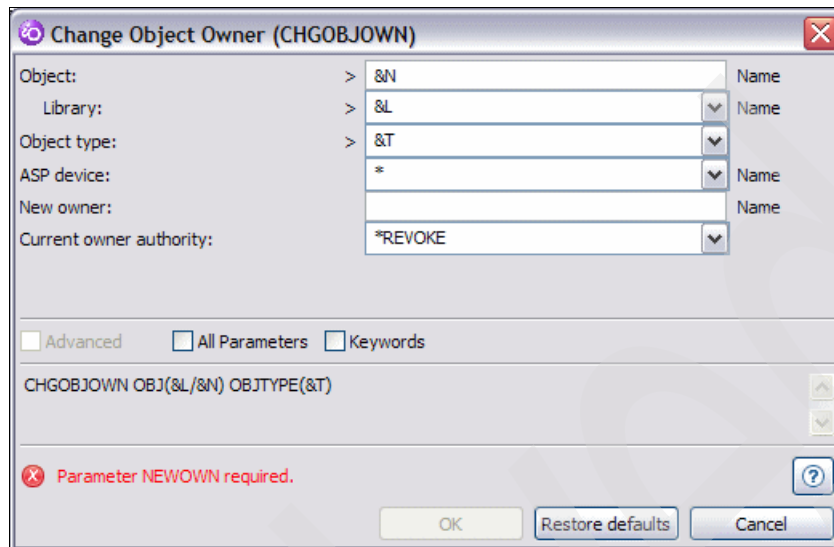 Change Object Owner (CHGOBJOWN)
Object: > &N Name
Library: > &L Name
Object type: > &T
ASP device: * Name
New owner: Name
Current owner authority: *REVOKE
Advanced All Parameters Keywords
CHGOBJOWN OBJ(&L/&N) OBJTYPE(&T)
Parameter NEWOWN required. ?
OK Restore defaults Cancel